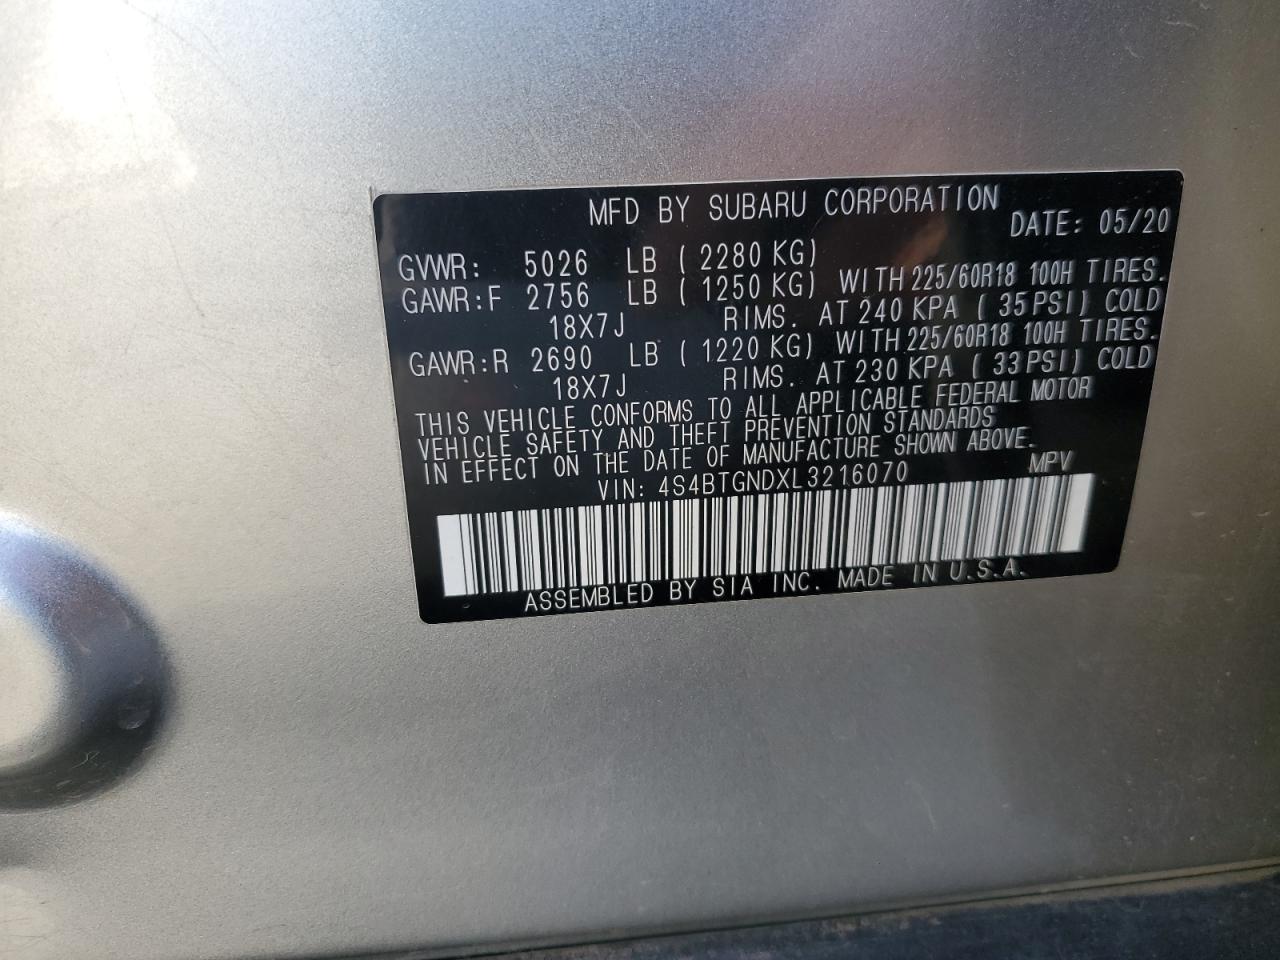 MFD BY SUBARU CORPORATION
DATE: 05/20
GVWR: 5026 LB ( 2280 KG)
GAWR:F 2756 LB ( 1250 KG) WITH 225/60R18 100H TIRES.
18X7J RIMS. AT 240 KPA ( 35PSI) COLD
GAWR:R 2690 LB ( 1220 KG) WITH 225/60R18 100H TIRES.
18X7J RIMS. AT 230 KPA ( 33PSI) COLD
THIS VEHICLE CONFORMS TO ALL APPLICABLE FEDERAL MOTOR
VEHICLE SAFETY AND THEFT PREVENTION STANDARDS
IN EFFECT ON THE DATE OF MANUFACTURE SHOWN ABOVE.
VIN: 4S4BTGNDXL3216070 MPV
ASSEMBLED BY SIA INC. MADE IN U.S.A.